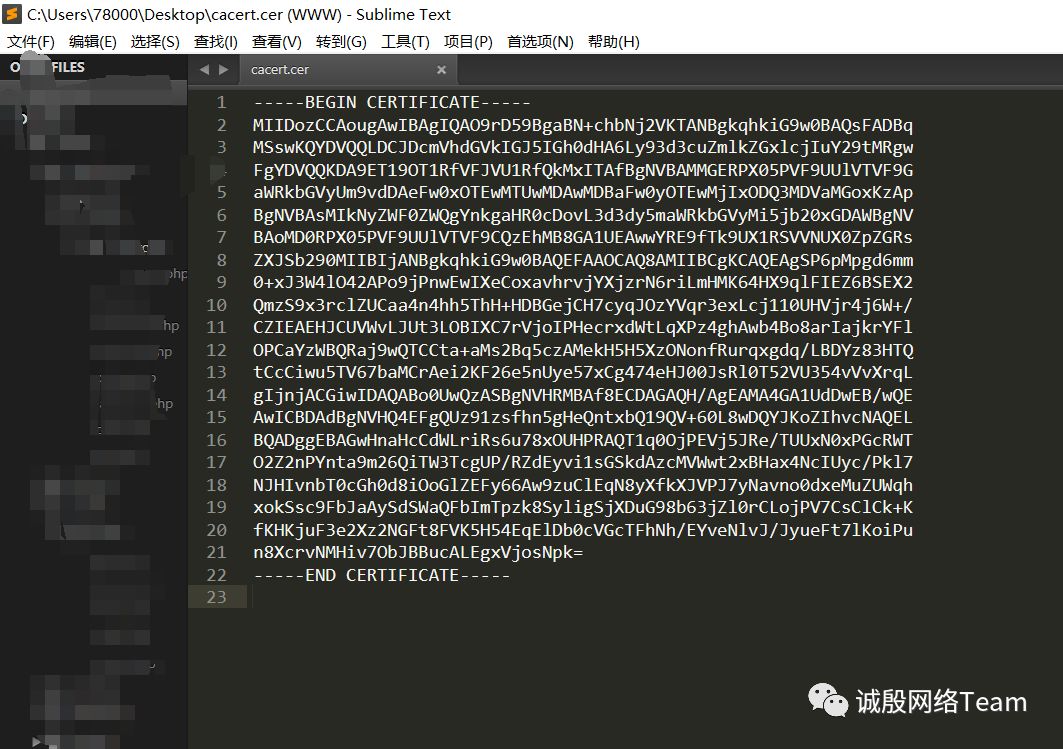 C:\Users\78000\Desktop\cacert.cer (WWW) - Sublime Text
文件(F) 编辑(E) 选择(S) 查找(I) 查看(V) 转到(G) 工具(T) 项目(P) 首选项(N) 帮助(H)
FILES
cacert.cer
1 -----BEGIN CERTIFICATE-----
2 MIIDozCCAougAwIBAgIQAO9rD59BgaBN+chbNj2VKTANBgkqhkiG9w0BAQsFADBq
3 MSswKQYDVQQLDCJDcmVhdGVkIGJ5IGh0dHA6Ly93d3cuZmlkZGxlcjIuY29tMRgw
FgYDVQQKDA9ET19OT1RfVFJVU1RfQkMxITAfBgNVBAMMGERPX05PVF9UUlVTVF9G
5 aWRkbGVyUm9vdDAeFw0xOTEwMTUwMDAwMDBaFw0yOTEwMjIxODQ3MDVaMGoxKzAp
6 BgNVBAsMIkNyZWF0ZWQgYnkgaHR0cDovL3d3dy5maWRkbGVyMi5jb20xGDAWBgNV
7 BAoMD0RPX05PVF9UUlVTVF9CQzEhMB8GA1UEAwwYRE9fTk9UX1RSVVNUX0ZpZGRs
8 ZXJSb290MIIBIjANBgkqhkiG9w0BAQEFAAOCAQ8AMIIBCgKCAQEAgSP6pMpgd6mm
9 0+xJ3W4lO42APo9jPnwEwIXeCoxavhrvjYXjzrN6riLmHMK64HX9qlFIEZ6BSEX2
10 QmzS9x3rclZUCaa4n4hh5ThH+HDBGejCH7cyqJOzYVqr3exLcj110UHVjr4j6W+/
11 CZIEAEHJCUVWvLJUt3LOBIXC7rVjoIPHecrxdWtLqXPz4ghAwb4Bo8arIajkrYFl
12 OPCaYzWBQRaj9wQTCCta+aMs2Bq5czAMekH5H5XzONonfRurqxgdq/LBDYz83HTQ
13 tCcCiwu5TV67baMCrAei2KF26e5nUye57xCg474eHJ00JsRl0T52VU354vVvXrqL
14 gIjnjACGiwIDAQABo0UwQzASBgNVHRMBAf8ECDAGAQH/AgEAMA4GA1UdDwEB/wQE
15 AwICBDAdBgNVHQ4EFgQUz91zsfhn5gHeQntxbQ19QV+60L8wDQYJKoZIhvcNAQEL
16 BQADggEBAGwHnaHcCdWLriRs6u78xOUHPRAQT1q0OjPEVj5JRe/TUUxN0xPGcRWT
17 O2Z2nPYnta9m26QiTW3TcgUP/RZdEyvi1sGSkdAzcMVWwt2xBHax4NcIUyc/Pkl7
18 NJHIvnbT0cGh0d8iOoGlZEFy66Aw9zuClEqN8yXfkXJVPJ7yNavno0dxeMuZUWqh
19 xokSsc9FbJaAySdSWaQFbImTpzk8SyligSjXDuG98b63jZl0rCLojPV7CsClCk+K
20 fKHKjuF3e2Xz2NGFt8FVK5H54EqElDb0cVGcTFhNh/EYveNlvJ/JyueFt7lKoiPu
21 n8XcrvNMHiv7ObJBBucALEgxVjosNpk=
22 -----END CERTIFICATE-----
23
诚殷网络Team